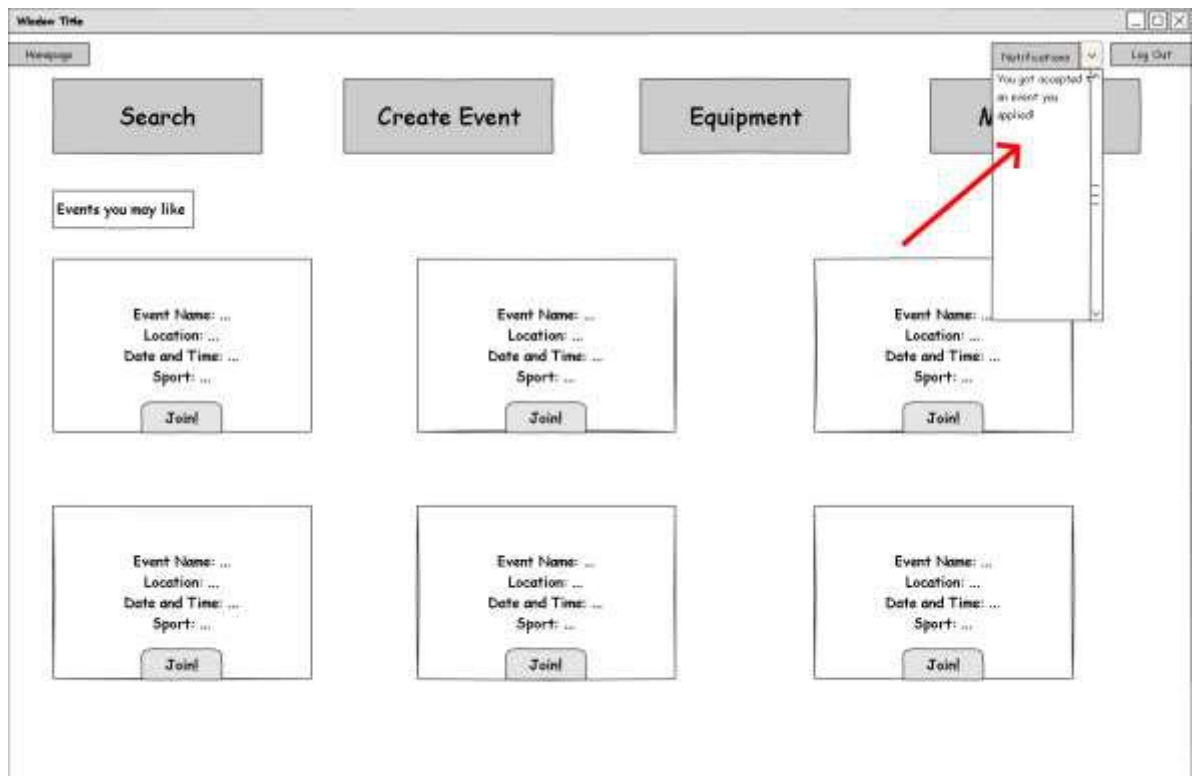 Window Title
Homepage
Notifications
Log Out
You got accepted t
an event you
applied!
Search
Create Event
Equipment
Events you may like
Event Name: ...
Location: ...
Date and Time: ...
Sport: ...
Join!
Event Name: ...
Location: ...
Date and Time: ...
Sport: ...
Join!
Event Name: ...
Location: ...
Date and Time: ...
Sport: ...
Join!
Event Name: ...
Location: ...
Date and Time: ...
Sport: ...
Join!
Event Name: ...
Location: ...
Date and Time: ...
Sport: ...
Join!
Event Name: ...
Location: ...
Date and Time: ...
Sport: ...
Join!